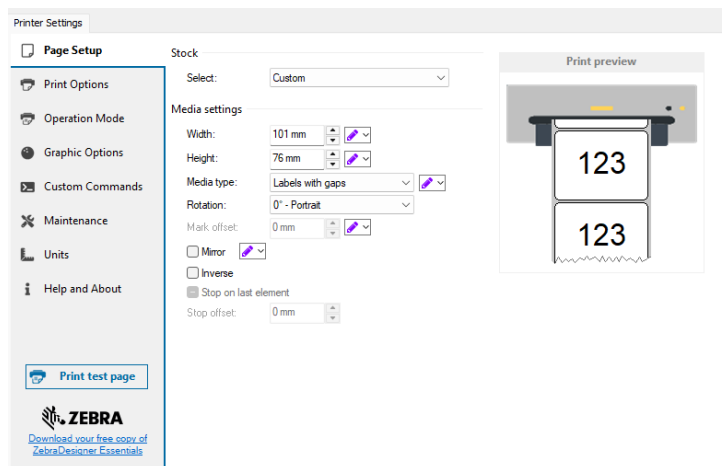 Printer Settings
Page Setup
Print Options
Operation Mode
Graphic Options
Custom Commands
Maintenance
Units
Help and About
Print test page
ZEBRA
Download your free copy of
ZebraDesigner Essentials
Stock
Select: Custom
Media settings
Width: 101 mm
Height: 76 mm
Media type: Labels with gaps
Rotation: 0° - Portrait
Mark offset: 0 mm
Mirror
Inverse
Stop on last element
Stop offset: 0 mm
Print preview
123
123